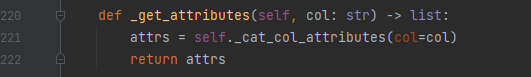 220 def _get_attributes(self, col: str) -> list:
221 attrs = self._cat_col_attributes(col=col)
222 return attrs